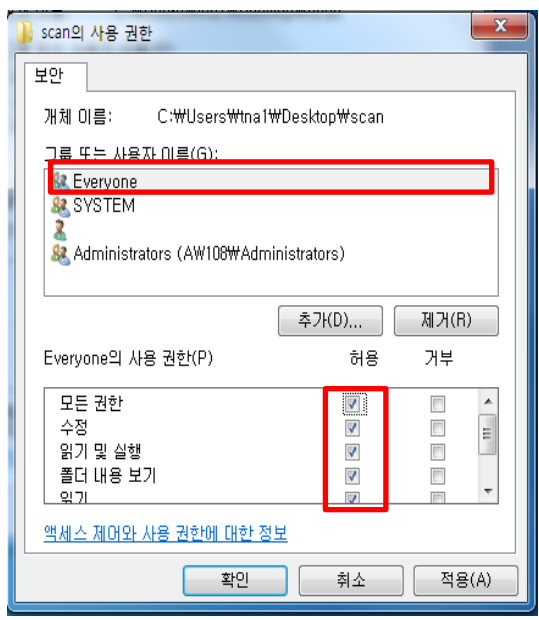 scan의 사용 권한
X
보안
개체 이름: C:₩Users₩tna1₩Desktop₩scan
그룹 또는 사용자 이름(G):
Everyone
SYSTEM
Administrators (AW108₩Administrators)
추가(D)...
제거(R)
Everyone의 사용 권한(P) 허용 거부
모든 권한
수정
읽기 및 실행
폴더 내용 보기
읽기
액세스 제어와 사용 권한에 대한 정보
확인
취소
적용(A)